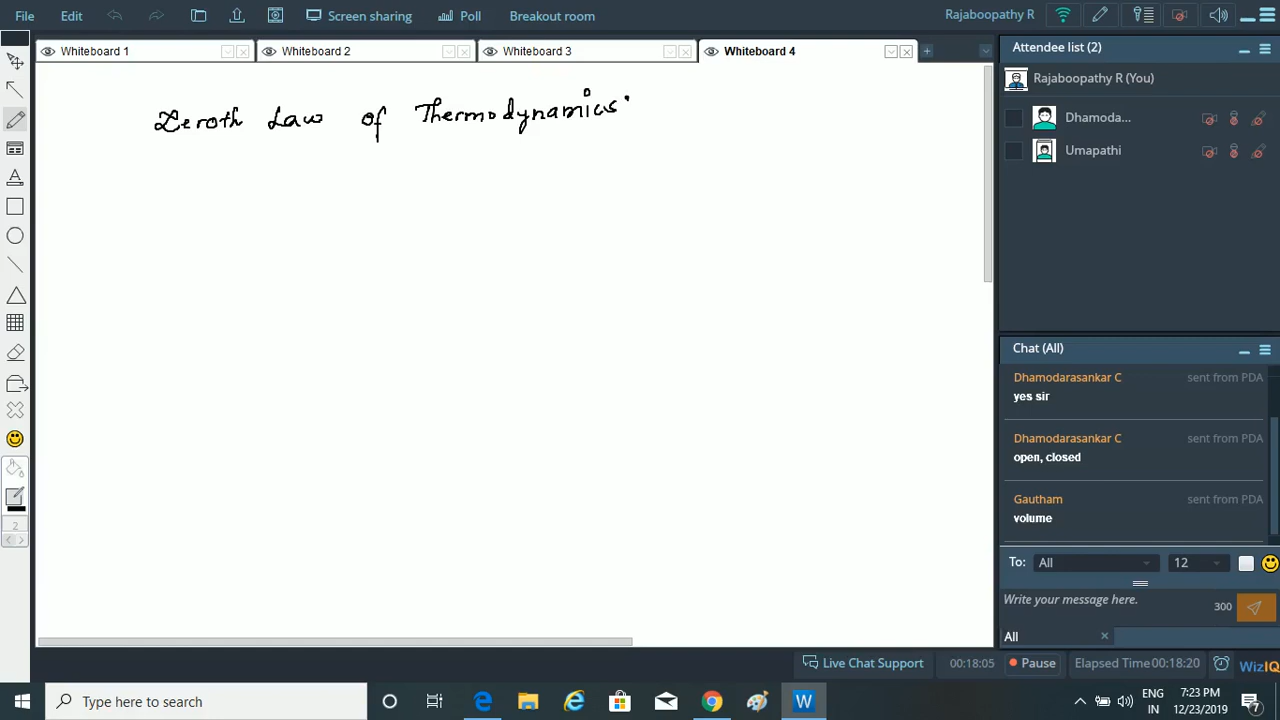 File Edit Screen sharing Poll Breakout room Rajaboopathy R
Whiteboard 1 Whiteboard 2 Whiteboard 3 Whiteboard 4
Attendee list (2)
Rajaboopathy R (You)
Dhamoda...
Umapathi
Zeroth Law of Thermodynamics
Chat (All)
Dhamodarasankar C sent from PDA
yes sir
Dhamodarasankar C sent from PDA
open, closed
Gautham sent from PDA
volume
2
To: All 12
Write your message here. 300
All
Live Chat Support 00:18:05 Pause Elapsed Time 00:18:20 WizIQ
Type here to search
ENG 7:23 PM
IN 12/23/2019 7